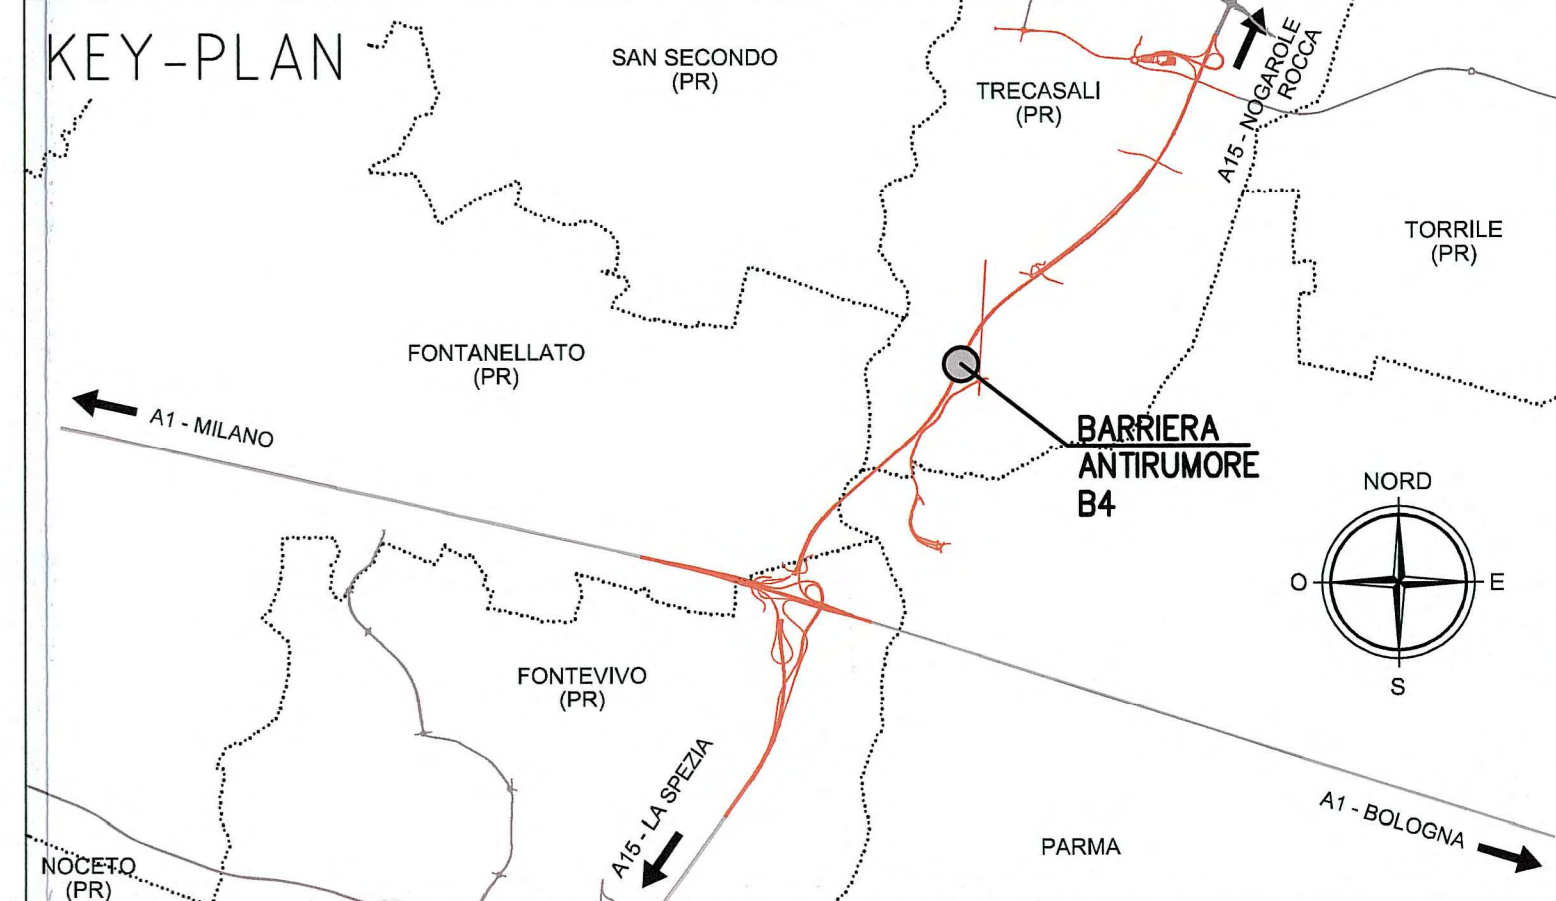 KEY-PLAN
SAN SECONDO
(PR)
TRECASALI
(PR)
A15 - NOGAROLE
ROCCA
TORRILE
(PR)
FONTANELLATO
(PR)
A1 - MILANO
BARRIERA
ANTIRUMORE
B4
NORD
O
E
S
FONTEVIVO
(PR)
A15 - LA SPEZIA
A1 - BOLOGNA
PARMA
NOCETO
(PR)